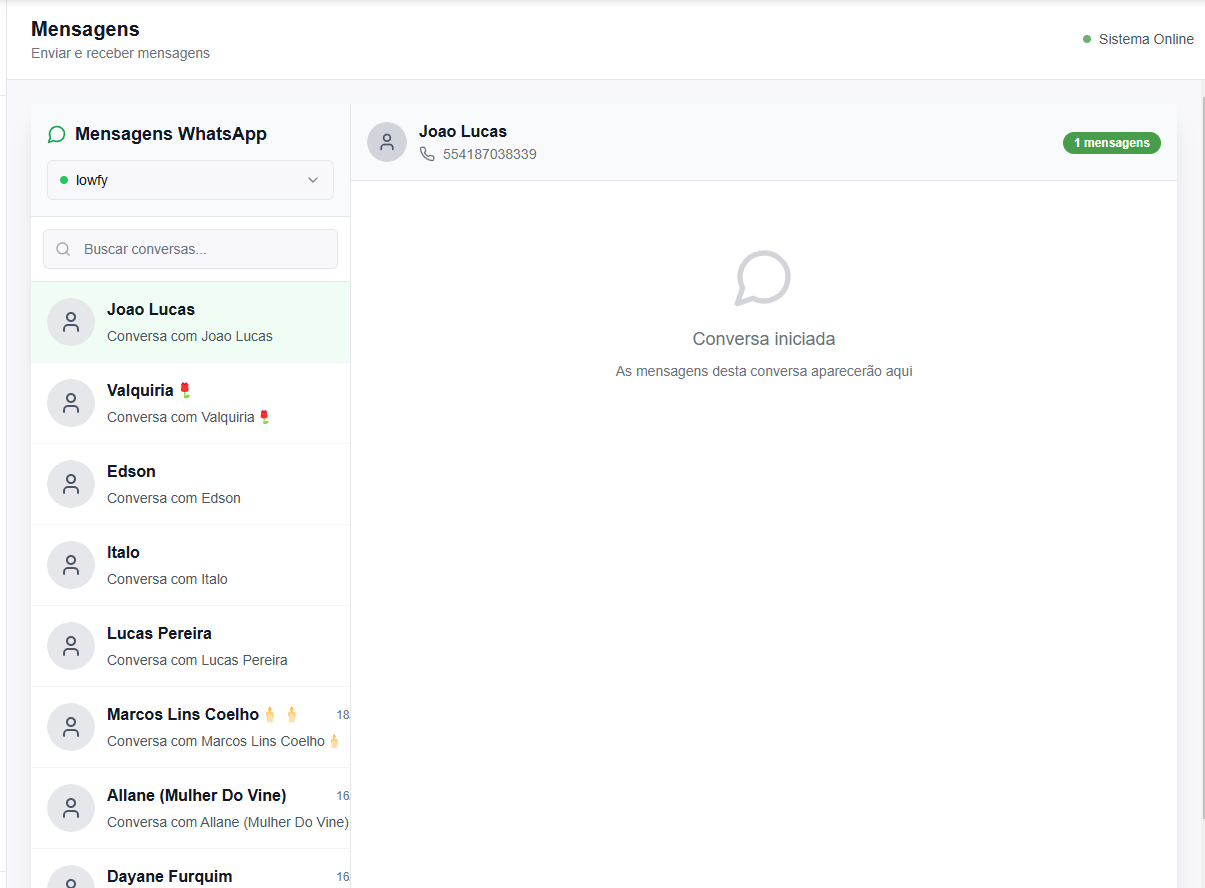 Mensagens
Enviar e receber mensagens
Sistema Online
Mensagens WhatsApp
lowfy
Buscar conversas...
Joao Lucas
Conversa com Joao Lucas
Valquiria 🌹
Conversa com Valquiria 🌹
Edson
Conversa com Edson
Italo
Conversa com Italo
Lucas Pereira
Conversa com Lucas Pereira
Marcos Lins Coelho 🕯 🕯 18
Conversa com Marcos Lins Coelho 🕯
Allane (Mulher Do Vine) 16
Conversa com Allane (Mulher Do Vine)
Dayane Furquim 16
Joao Lucas
554187038339
1 mensagens
Conversa iniciada
As mensagens desta conversa aparecerão aqui